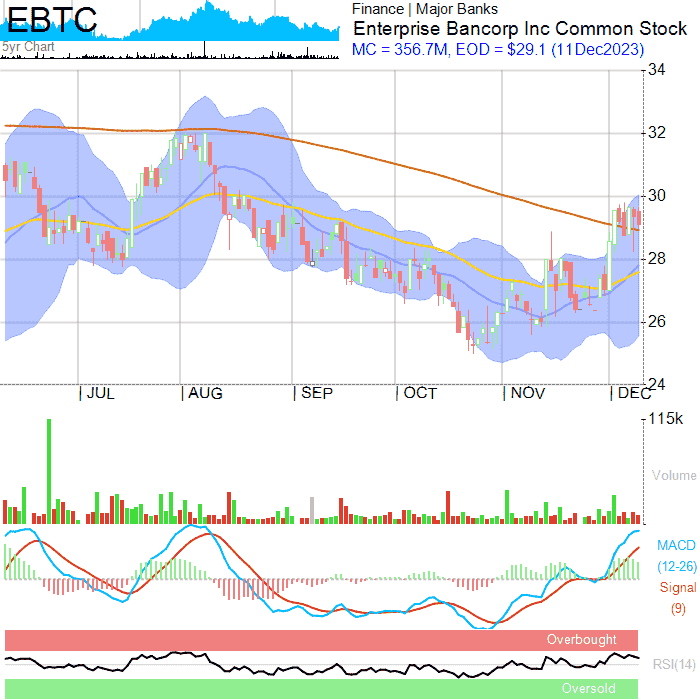 EBTC
5yr Chart
Finance | Major Banks
Enterprise Bancorp Inc Common Stock
MC = 356.7M, EOD = $29.1 (11Dec2023)
34
32
30
28
26
24
JUL AUG SEP OCT NOV DEC
115k
Volume
MACD
(12-26)
Signal
(9)
Overbought
RSI(14)
Oversold